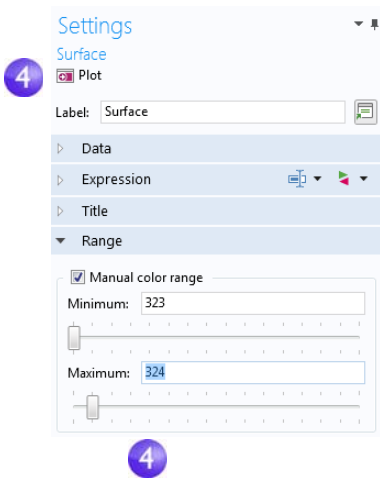 Settings
Surface
4
Plot
Label: Surface
Data
Expression
Title
Range
Manual color range
Minimum: 323
Maximum: 324
4